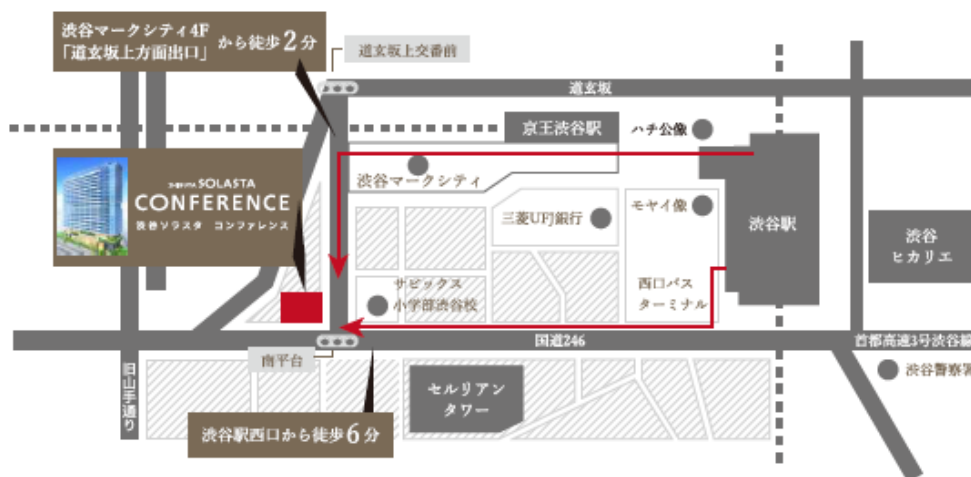 渋谷マークシティ4F
「道玄坂上方面出口」
から徒歩2分
道玄坂上交番前
道玄坂
京王渋谷駅
ハチ公像
SHIBUYA SOLASTA
CONFERENCE
渋谷ソラスタ コンファレンス
渋谷マークシティ
三菱UFJ銀行
モヤイ像
渋谷駅
渋谷
ヒカリエ
サピックス
小学部渋谷校
西口バス
ターミナル
国道246
首都高速3号渋谷線
南平台
旧山手通り
セルリアン
タワー
渋谷警察署
渋谷駅西口から徒歩6分